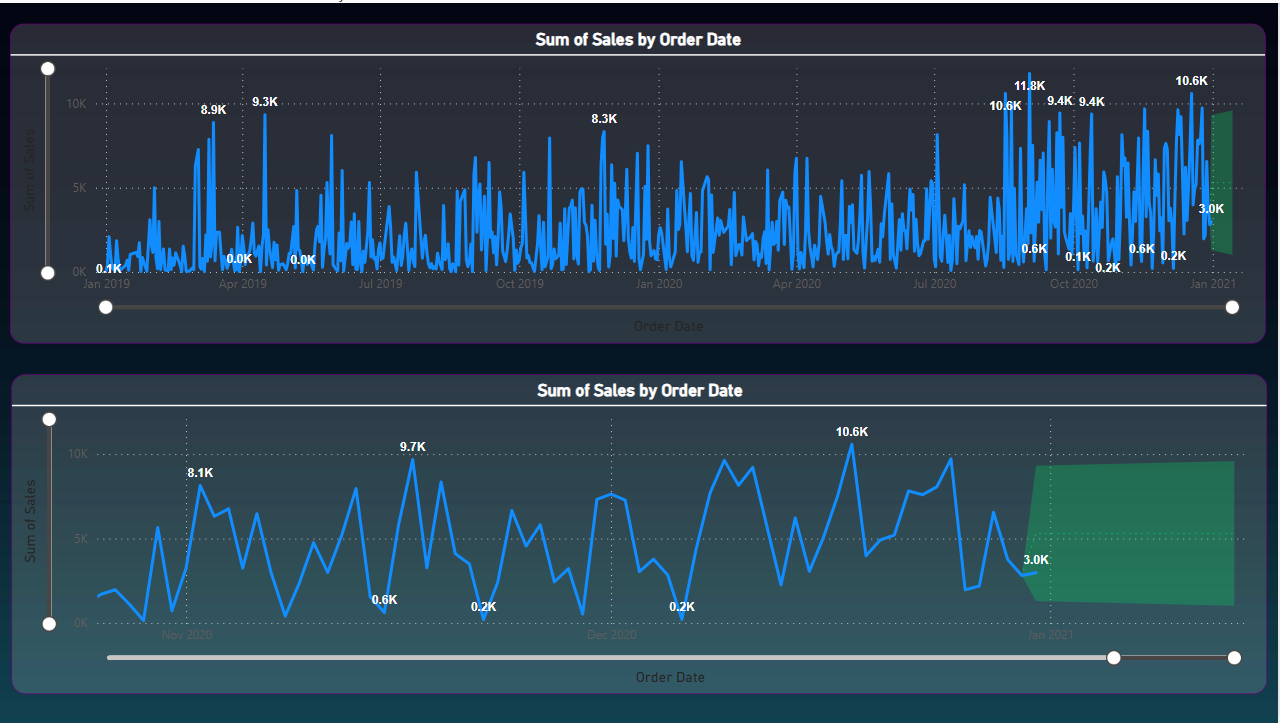 Sum of Sales by Order Date
Sum of Sales
10K
5K
0K
0.1K
8.9K
0.0K
9.3K
0.0K
8.3K
10.6K
11.8K
0.6K
9.4K
0.1K
9.4K
0.2K
0.6K
0.2K
10.6K
3.0K
Jan 2019
Apr 2019
Jul 2019
Oct 2019
Jan 2020
Apr 2020
Jul 2020
Oct 2020
Jan 2021
Order Date
Sum of Sales by Order Date
Sum of Sales
10K
5K
0K
8.1K
0.6K
9.7K
0.2K
0.2K
10.6K
3.0K
Nov 2020
Dec 2020
Jan 2021
Order Date